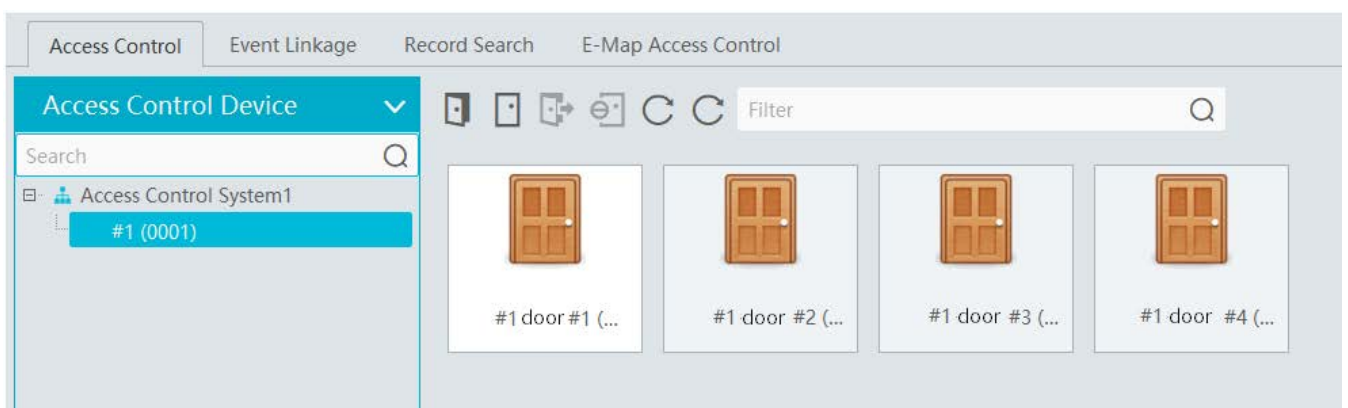 Access Control Event Linkage Record Search E-Map Access Control
Access Control Device
Filter
Search
Access Control System1
#1 (0001)
#1 door #1 (...
#1 door #2 (...
#1 door #3 (...
#1 door #4 (...